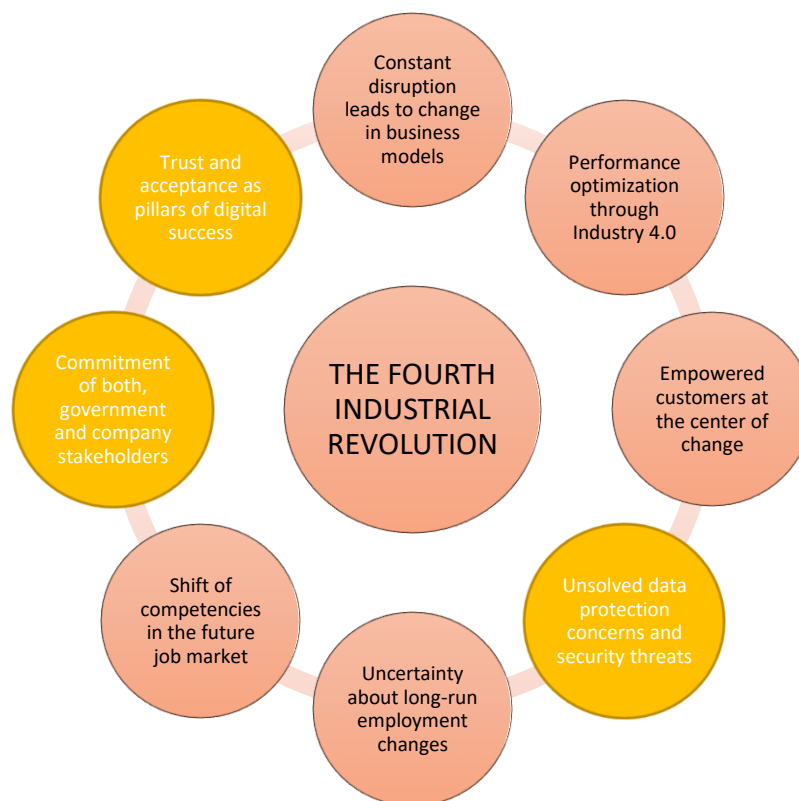 Constant
disruption
leads to change
in business
models
Performance
optimization
through
Industry 4.0
Empowered
customers at
the center of
change
Unsolved data
protection
concerns and
security threats
Uncertainty
about long-run
employment
changes
Shift of
competencies
in the future
job market
Commitment
of both,
government
and company
stakeholders
Trust and
acceptance as
pillars of digital
success
THE FOURTH
INDUSTRIAL
REVOLUTION